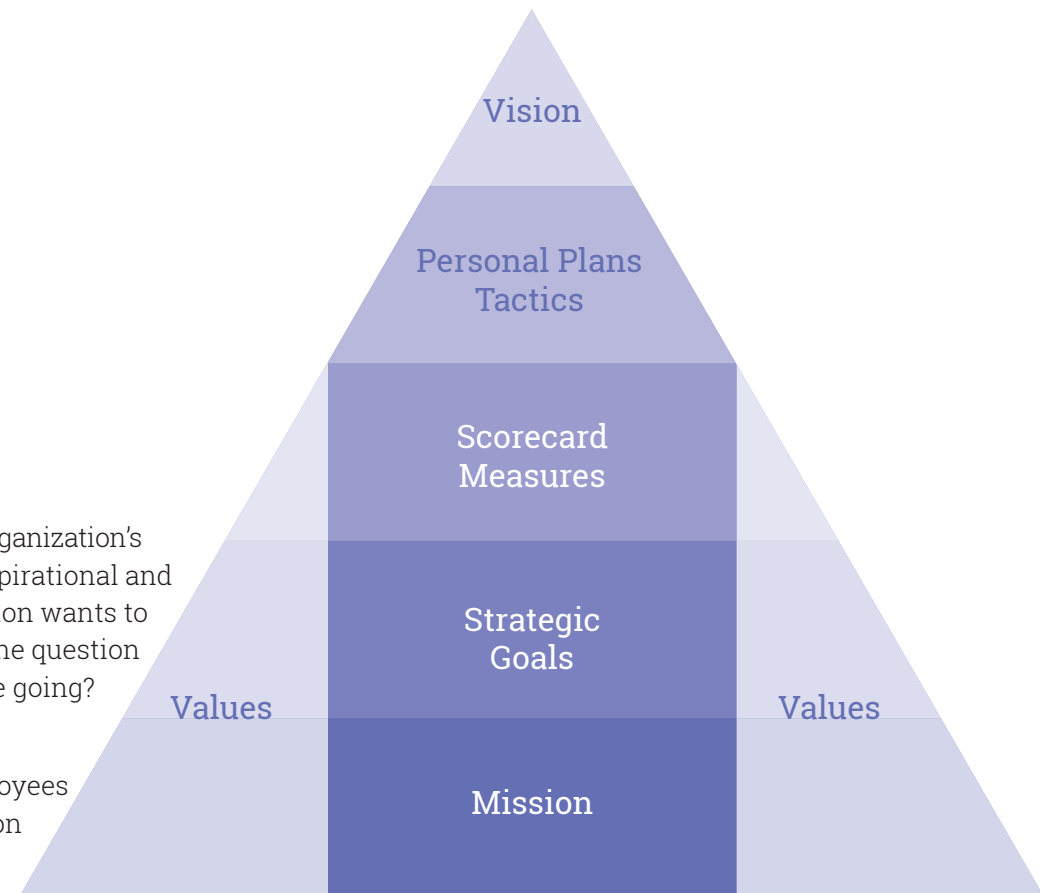 Vision
Personal Plans
Tactics
Scorecard
Measures
Strategic
Goals
Values
Values
Mission
ganization's
pirational and
on wants to
ne question
e going?
oyees
on